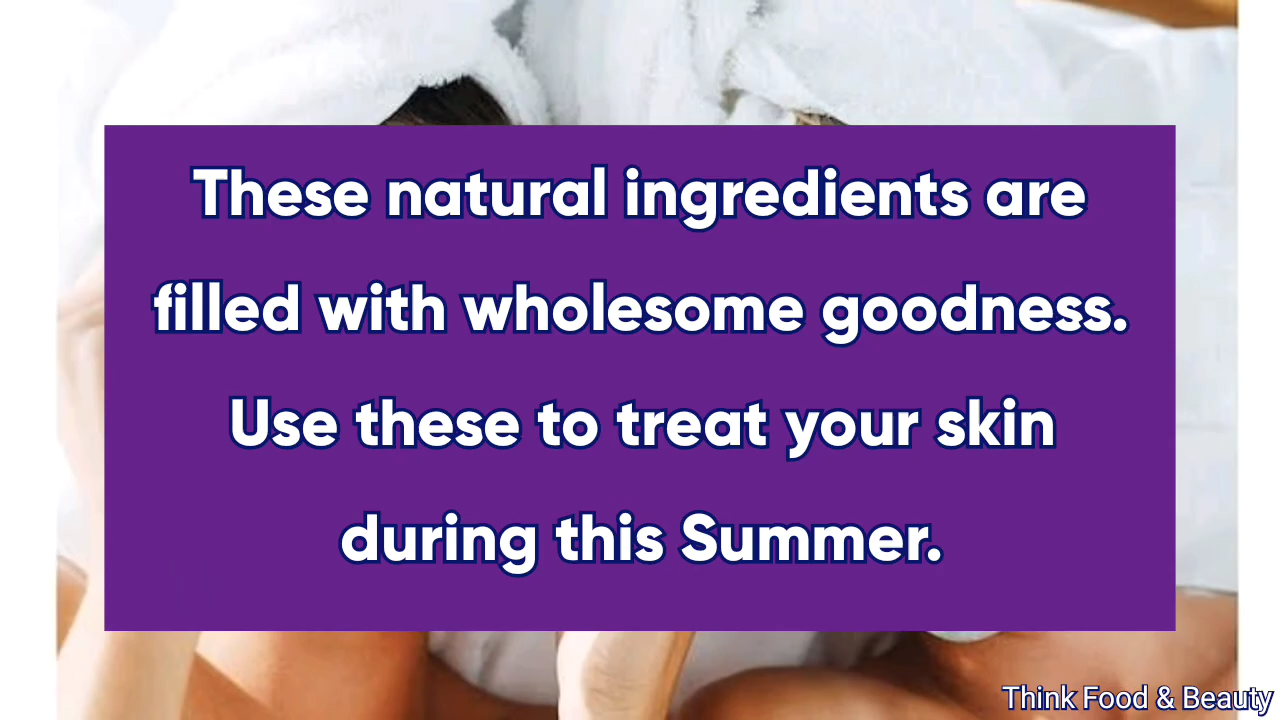 These natural ingredients are
filled with wholesome goodness.
Use these to treat your skin
during this Summer.
Think Food & Beauty